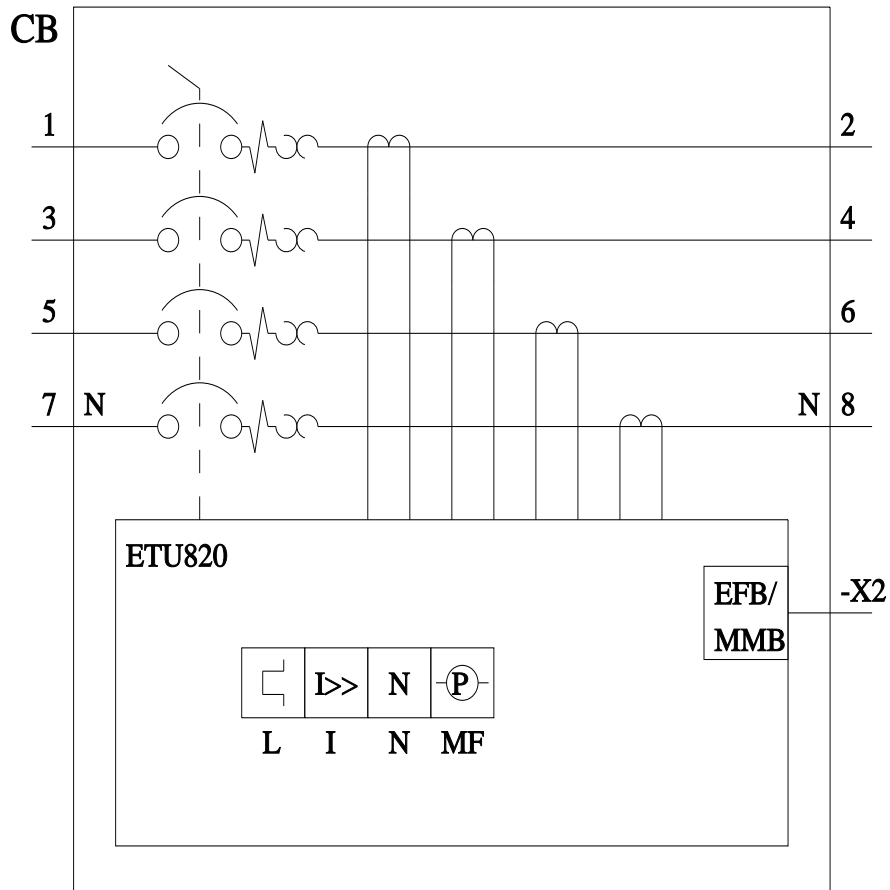 CB
1 2
3 4
5 6
7 N N 8
ETU820
EFB/ -X2
MMB
I>> N P
L I N MF